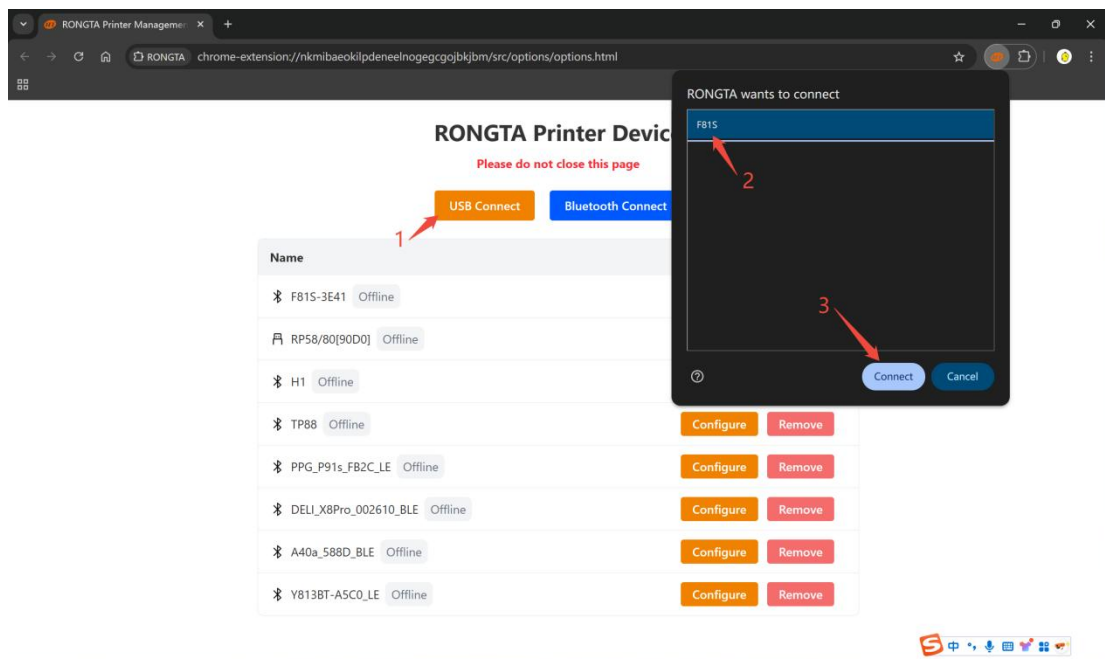 RONGTA Printer Managemen
RONGTA chrome-extension://nkmibaeokilpdeneelnogegcgojbkjbm/src/options/options.html
RONGTA wants to connect
F81S
RONGTA Printer Devic
Please do not close this page
2
USB Connect Bluetooth Connect
1
Name
F81S-3E41 Offline
3
RP58/80[90D0] Offline
H1 Offline
Connect Cancel
TP88 Offline Configure Remove
PPG_P91s_FB2C_LE Offline Configure Remove
DELI_X8Pro_002610_BLE Offline Configure Remove
A40a_588D_BLE Offline Configure Remove
Y813BT-A5C0_LE Offline Configure Remove
S中